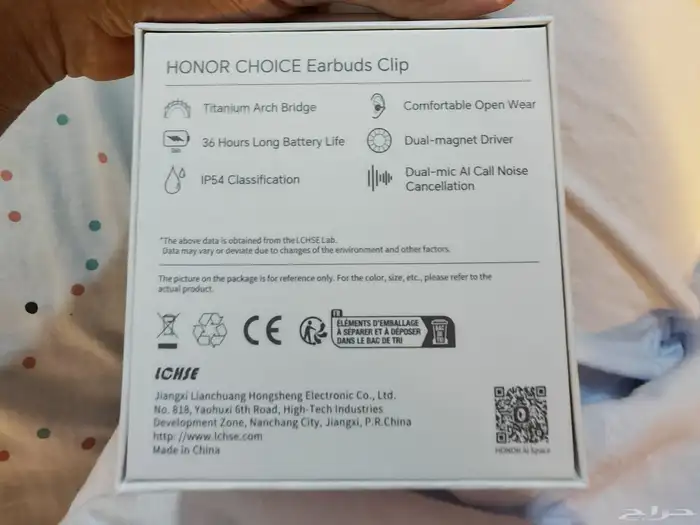 HONOR CHOICE Earbuds Clip
Titanium Arch Bridge
Comfortable Open Wear
36 Hours Long Battery Life
Dual-magnet Driver
IP54 Classification
Dual-mic AI Call Noise
Cancellation
*The above data is obtained from the LCHSE Lab.
Data may vary or deviate due to changes of the environment and other factors.
The picture on the package is for reference only. For the color, size, etc., please refer to the
actual product.
CE
FR
ÉLÉMENTS D'EMBALLAGE
À SÉPARER ET À DÉPOSER
DANS LE BAC DE TRI
BAC
DE
TRI
LCHSE
Jiangxi Lianchuang Hongsheng Electronic Co., Ltd.
No. 818, Yaohuxi 6th Road, High-Tech Industries
Development Zone, Nanchang City, Jiangxi, P.R.China
http: //www.lchse.com
Made in China
HONOR AI Space
حراج